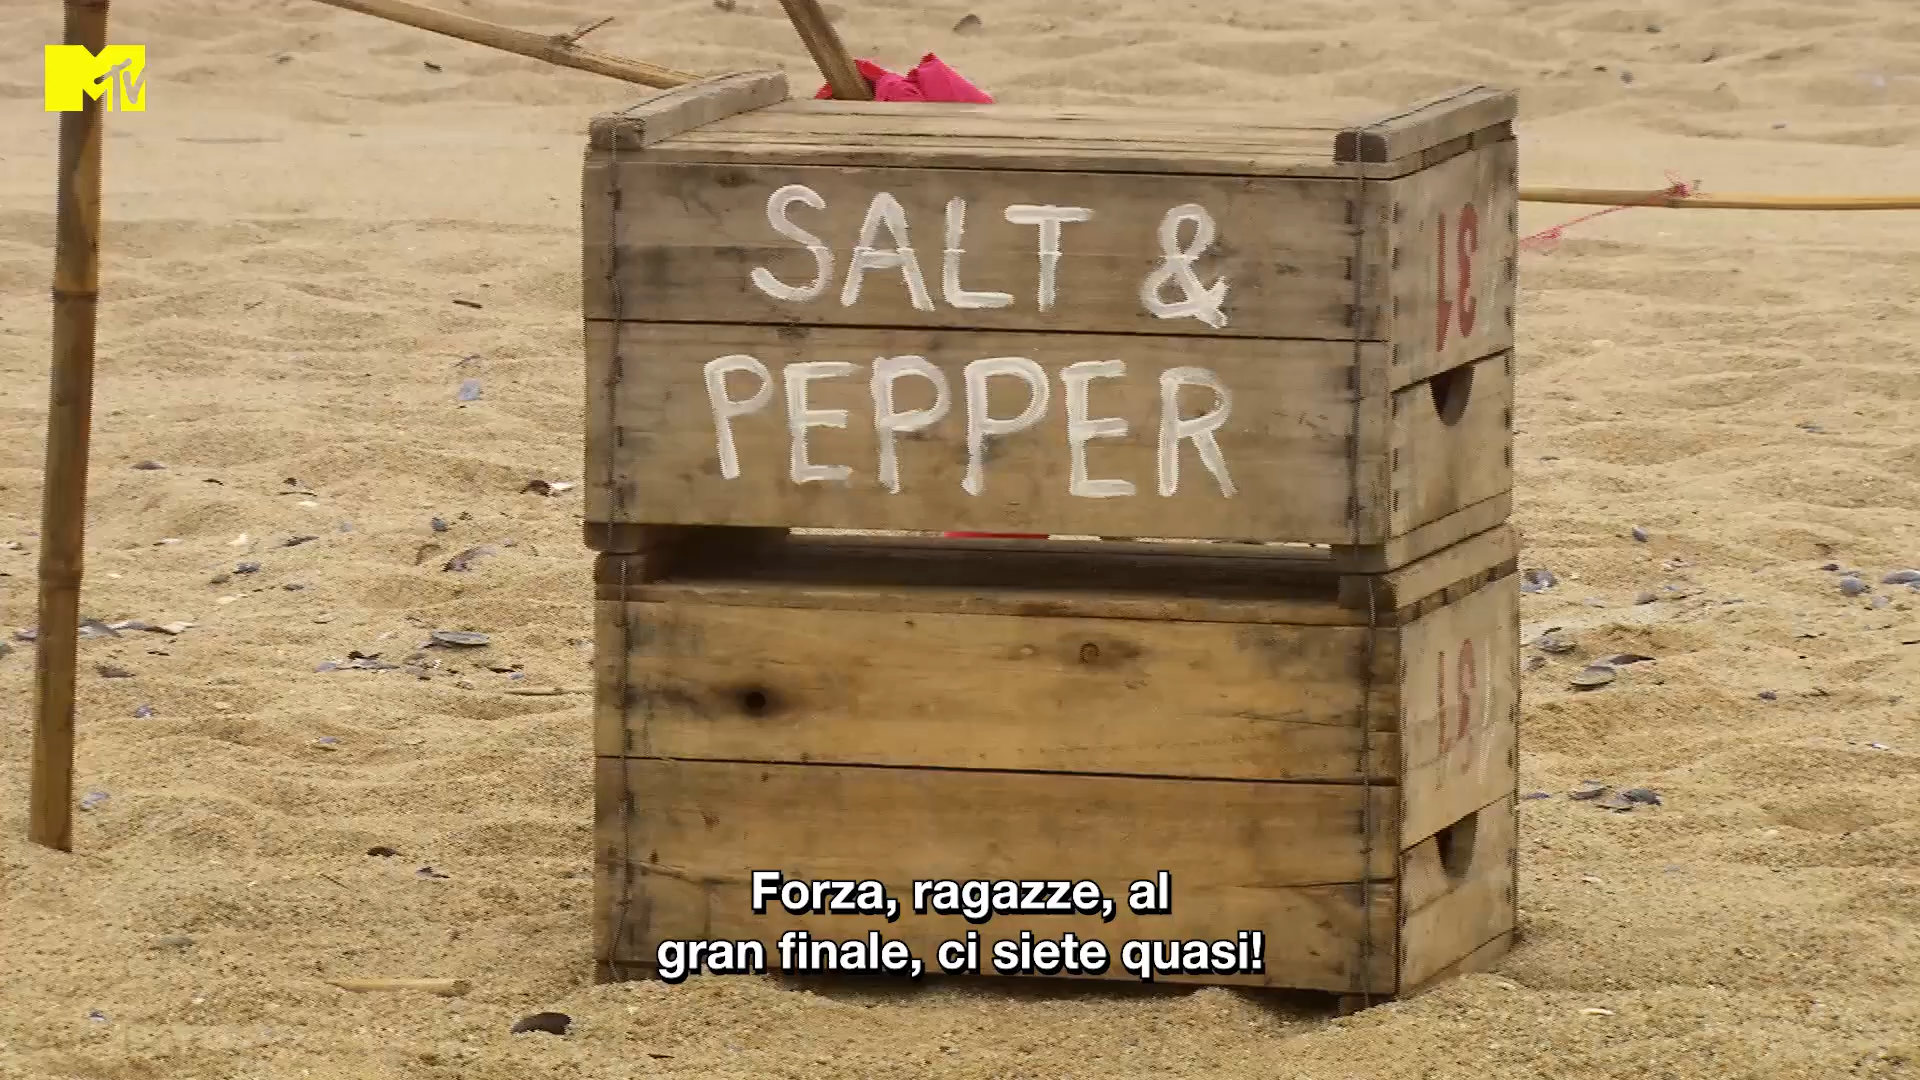 MTV
SALT &
PEPPER
31
31
Forza, ragazze, al
gran finale, ci siete quasi!